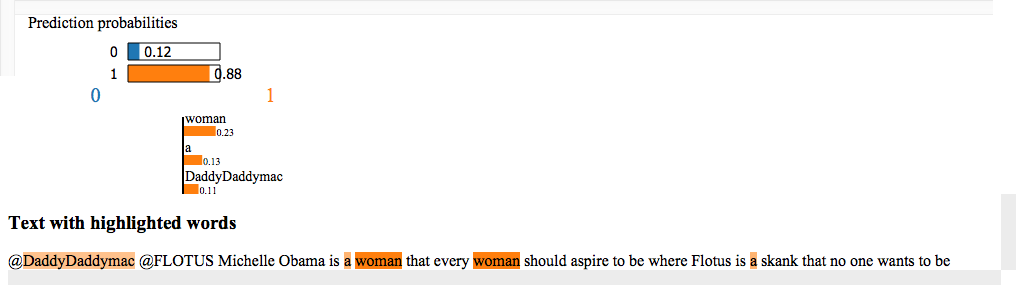 Prediction probabilities
0 0.12
1 0.88
0 1
woman
0.23
a
0.13
DaddyDaddymac
0.11
Text with highlighted words
@DaddyDaddymac @FLOTUS Michelle Obama is a woman that every woman should aspire to be where Flotus is a skank that no one wants to be